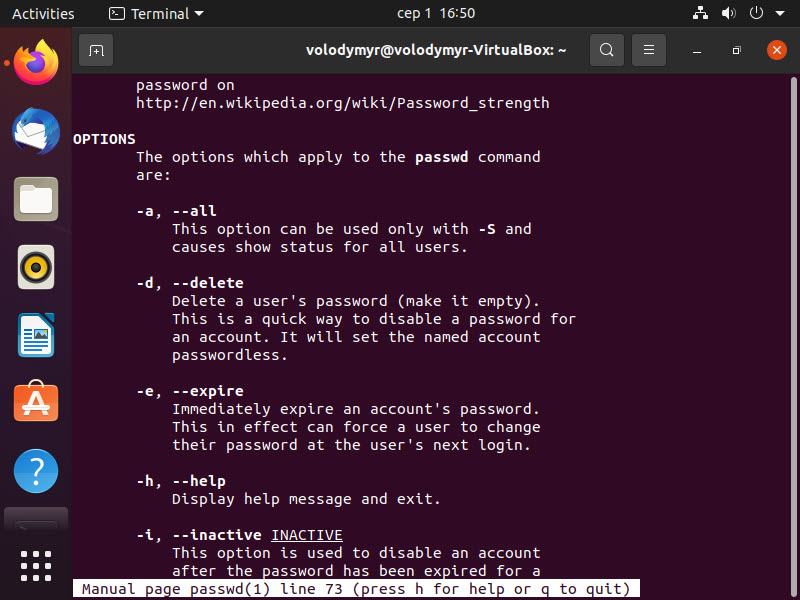 Activities
Terminal
сер 1 16:50
volodymyr@volodymyr-VirtualBox: ~
password on
http://en.wikipedia.org/wiki/Password_strength
OPTIONS
The options which apply to the passwd command
are:
-a, --all
This option can be used only with -S and
causes show status for all users.
-d, --delete
Delete a user's password (make it empty).
This is a quick way to disable a password for
an account. It will set the named account
passwordless.
-e, --expire
Immediately expire an account's password.
This in effect can force a user to change
their password at the user's next login.
-h, --help
Display help message and exit.
-i, --inactive INACTIVE
This option is used to disable an account
after the password has been expired for a
Manual page passwd(1) line 73 (press h for help or q to quit)